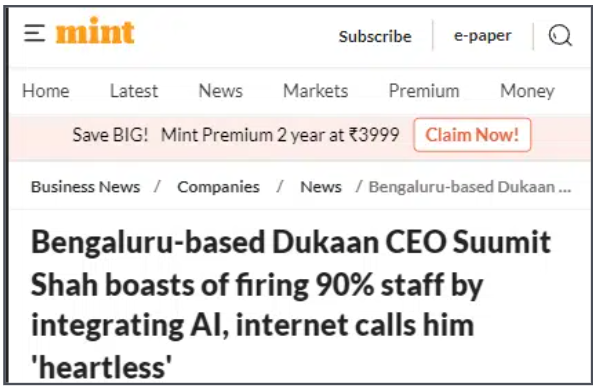 mint
Subscribe e-paper
Home Latest News Markets Premium Money
Save BIG! Mint Premium 2 year at ₹3999 Claim Now!
Business News / Companies / News / Bengaluru-based Dukaan ...
Bengaluru-based Dukaan CEO Suumit
Shah boasts of firing 90% staff by
integrating AI, internet calls him
'heartless'